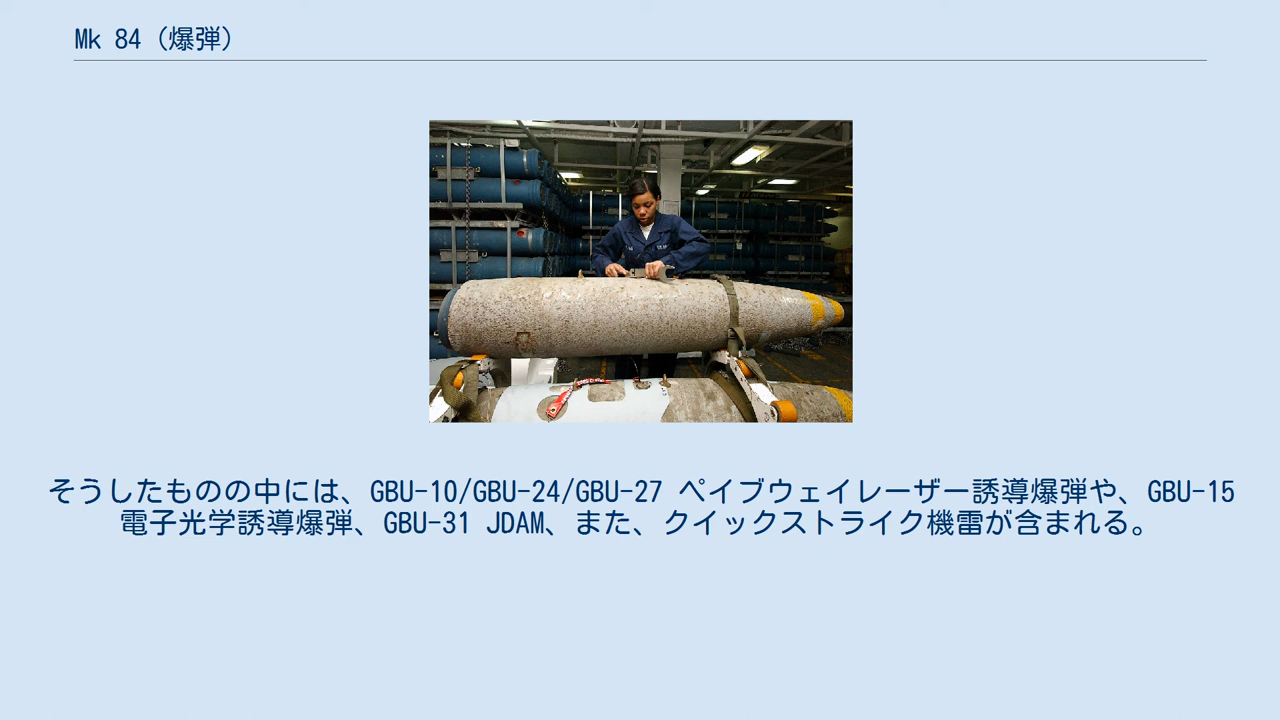 Mk 84（爆弾）
そうしたものの中には、GBU-10/GBU-24/GBU-27 ペイブウェイレーザー誘導爆弾や、GBU-15
電子光学誘導爆弾、GBU-31 JDAM、また、クイックストライク機雷が含まれる。